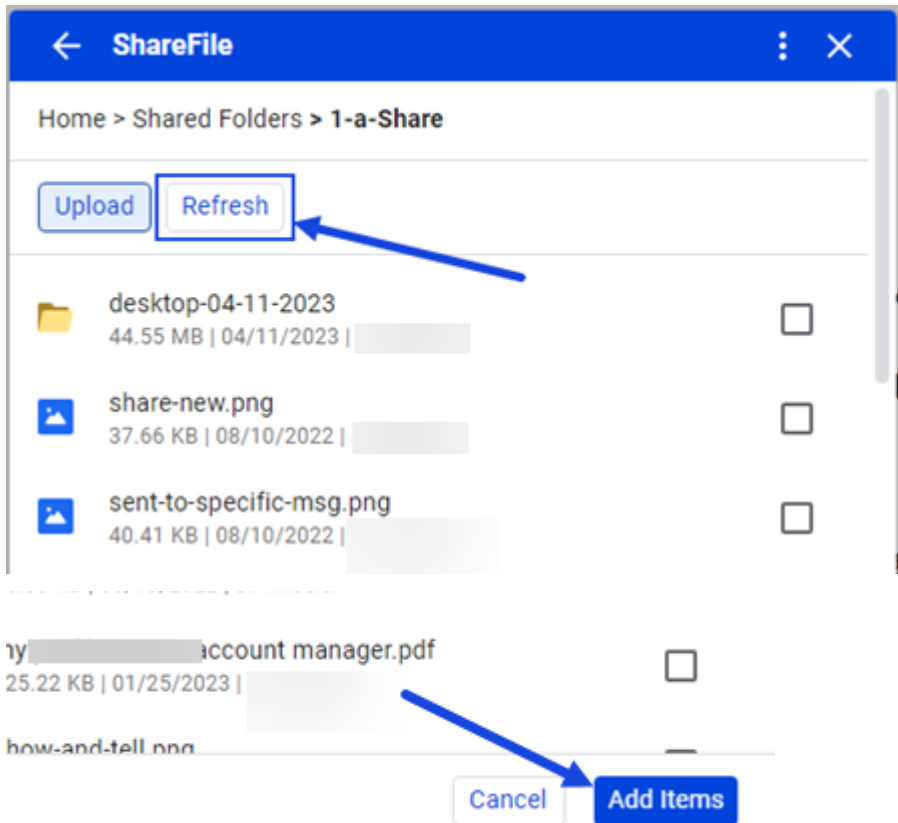 ShareFile
Home > Shared Folders > 1-a-Share
Upload Refresh
desktop-04-11-2023
44.55 MB | 04/11/2023 |
share-new.png
37.66 KB | 08/10/2022 |
sent-to-specific-msg.png
40.41 KB | 08/10/2022 |
account manager.pdf
25.22 KB | 01/25/2023 |
how-and-tell.png
Cancel Add Items